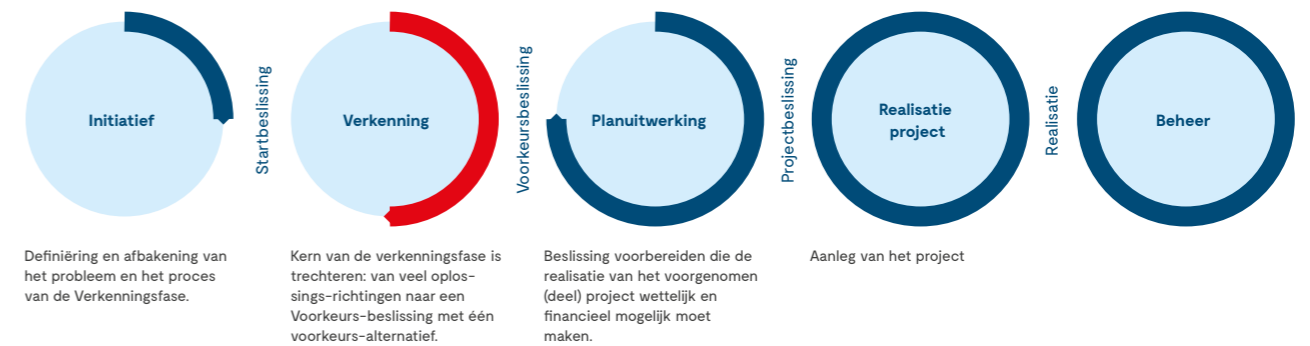 Initiatief
Startbeslissing
Verkenning
Voorkeursbeslissing
Planuitwerking
Projectbeslissing
Realisatie
project
Realisatie
Beheer
Definiëring en afbakening van
het probleem en het proces
van de Verkenningsfase.
Kern van de verkenningsfase is
trechteren: van veel oplos-
sings-richtingen naar een
Voorkeurs-beslissing met één
voorkeurs-alternatief.
Beslissing voorbereiden die de
realisatie van het voorgenomen
(deel) project wettelijk en
financieel mogelijk moet
maken.
Aanleg van het project